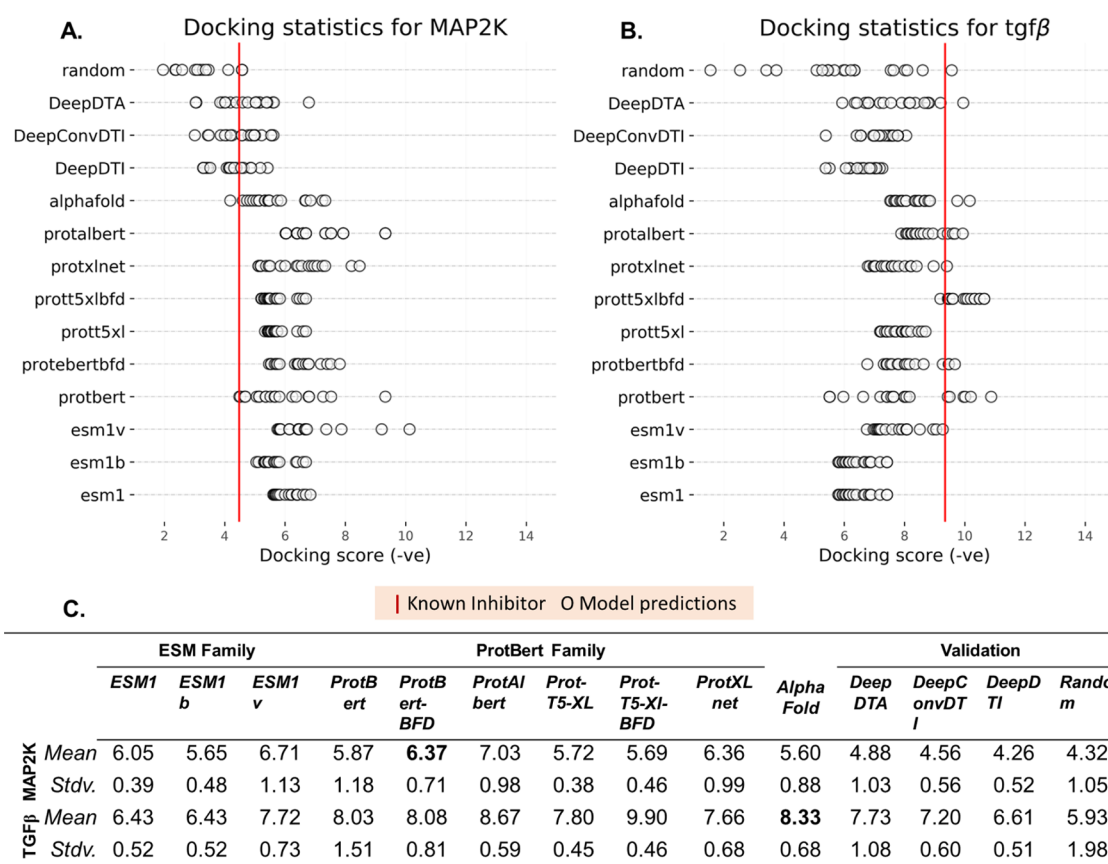 A.
Docking statistics for MAP2K
random
DeepDTA
DeepConvDTI
DeepDTI
alphafold
protalbert
protxlnet
prott5xlbfd
prott5xl
protebertbfd
protbert
esm1v
esm1b
esm1
2 4 6 8 10 12 14
Docking score (-ve)
B.
Docking statistics for tgfβ
random
DeepDTA
DeepConvDTI
DeepDTI
alphafold
protalbert
protxlnet
prott5xlbfd
prott5xl
protbertbfd
protbert
esm1v
esm1b
esm1
2 4 6 8 10 12 14
Docking score (-ve)
| Known Inhibitor O Model predictions
C.
ESM Family ProtBert Family Validation
ESM1 ESM1 ESM1 ProtB ProtB ProtAl Prot- Prot- ProtXL Alpha Deep DeepC DeepD Rando
b v ert ert- bert T5-XL T5-Xl- net Fold DTA onvDT TI m
BFD BFD I
MAP2K
Mean 6.05 5.65 6.71 5.87 6.37 7.03 5.72 5.69 6.36 5.60 4.88 4.56 4.26 4.32
Stdv. 0.39 0.48 1.13 1.18 0.71 0.98 0.38 0.46 0.99 0.88 1.03 0.56 0.52 1.05
TGFβ
Mean 6.43 6.43 7.72 8.03 8.08 8.67 7.80 9.90 7.66 8.33 7.73 7.20 6.61 5.93
Stdv. 0.52 0.52 0.73 1.51 0.81 0.59 0.45 0.46 0.68 0.68 1.08 0.60 0.51 1.98